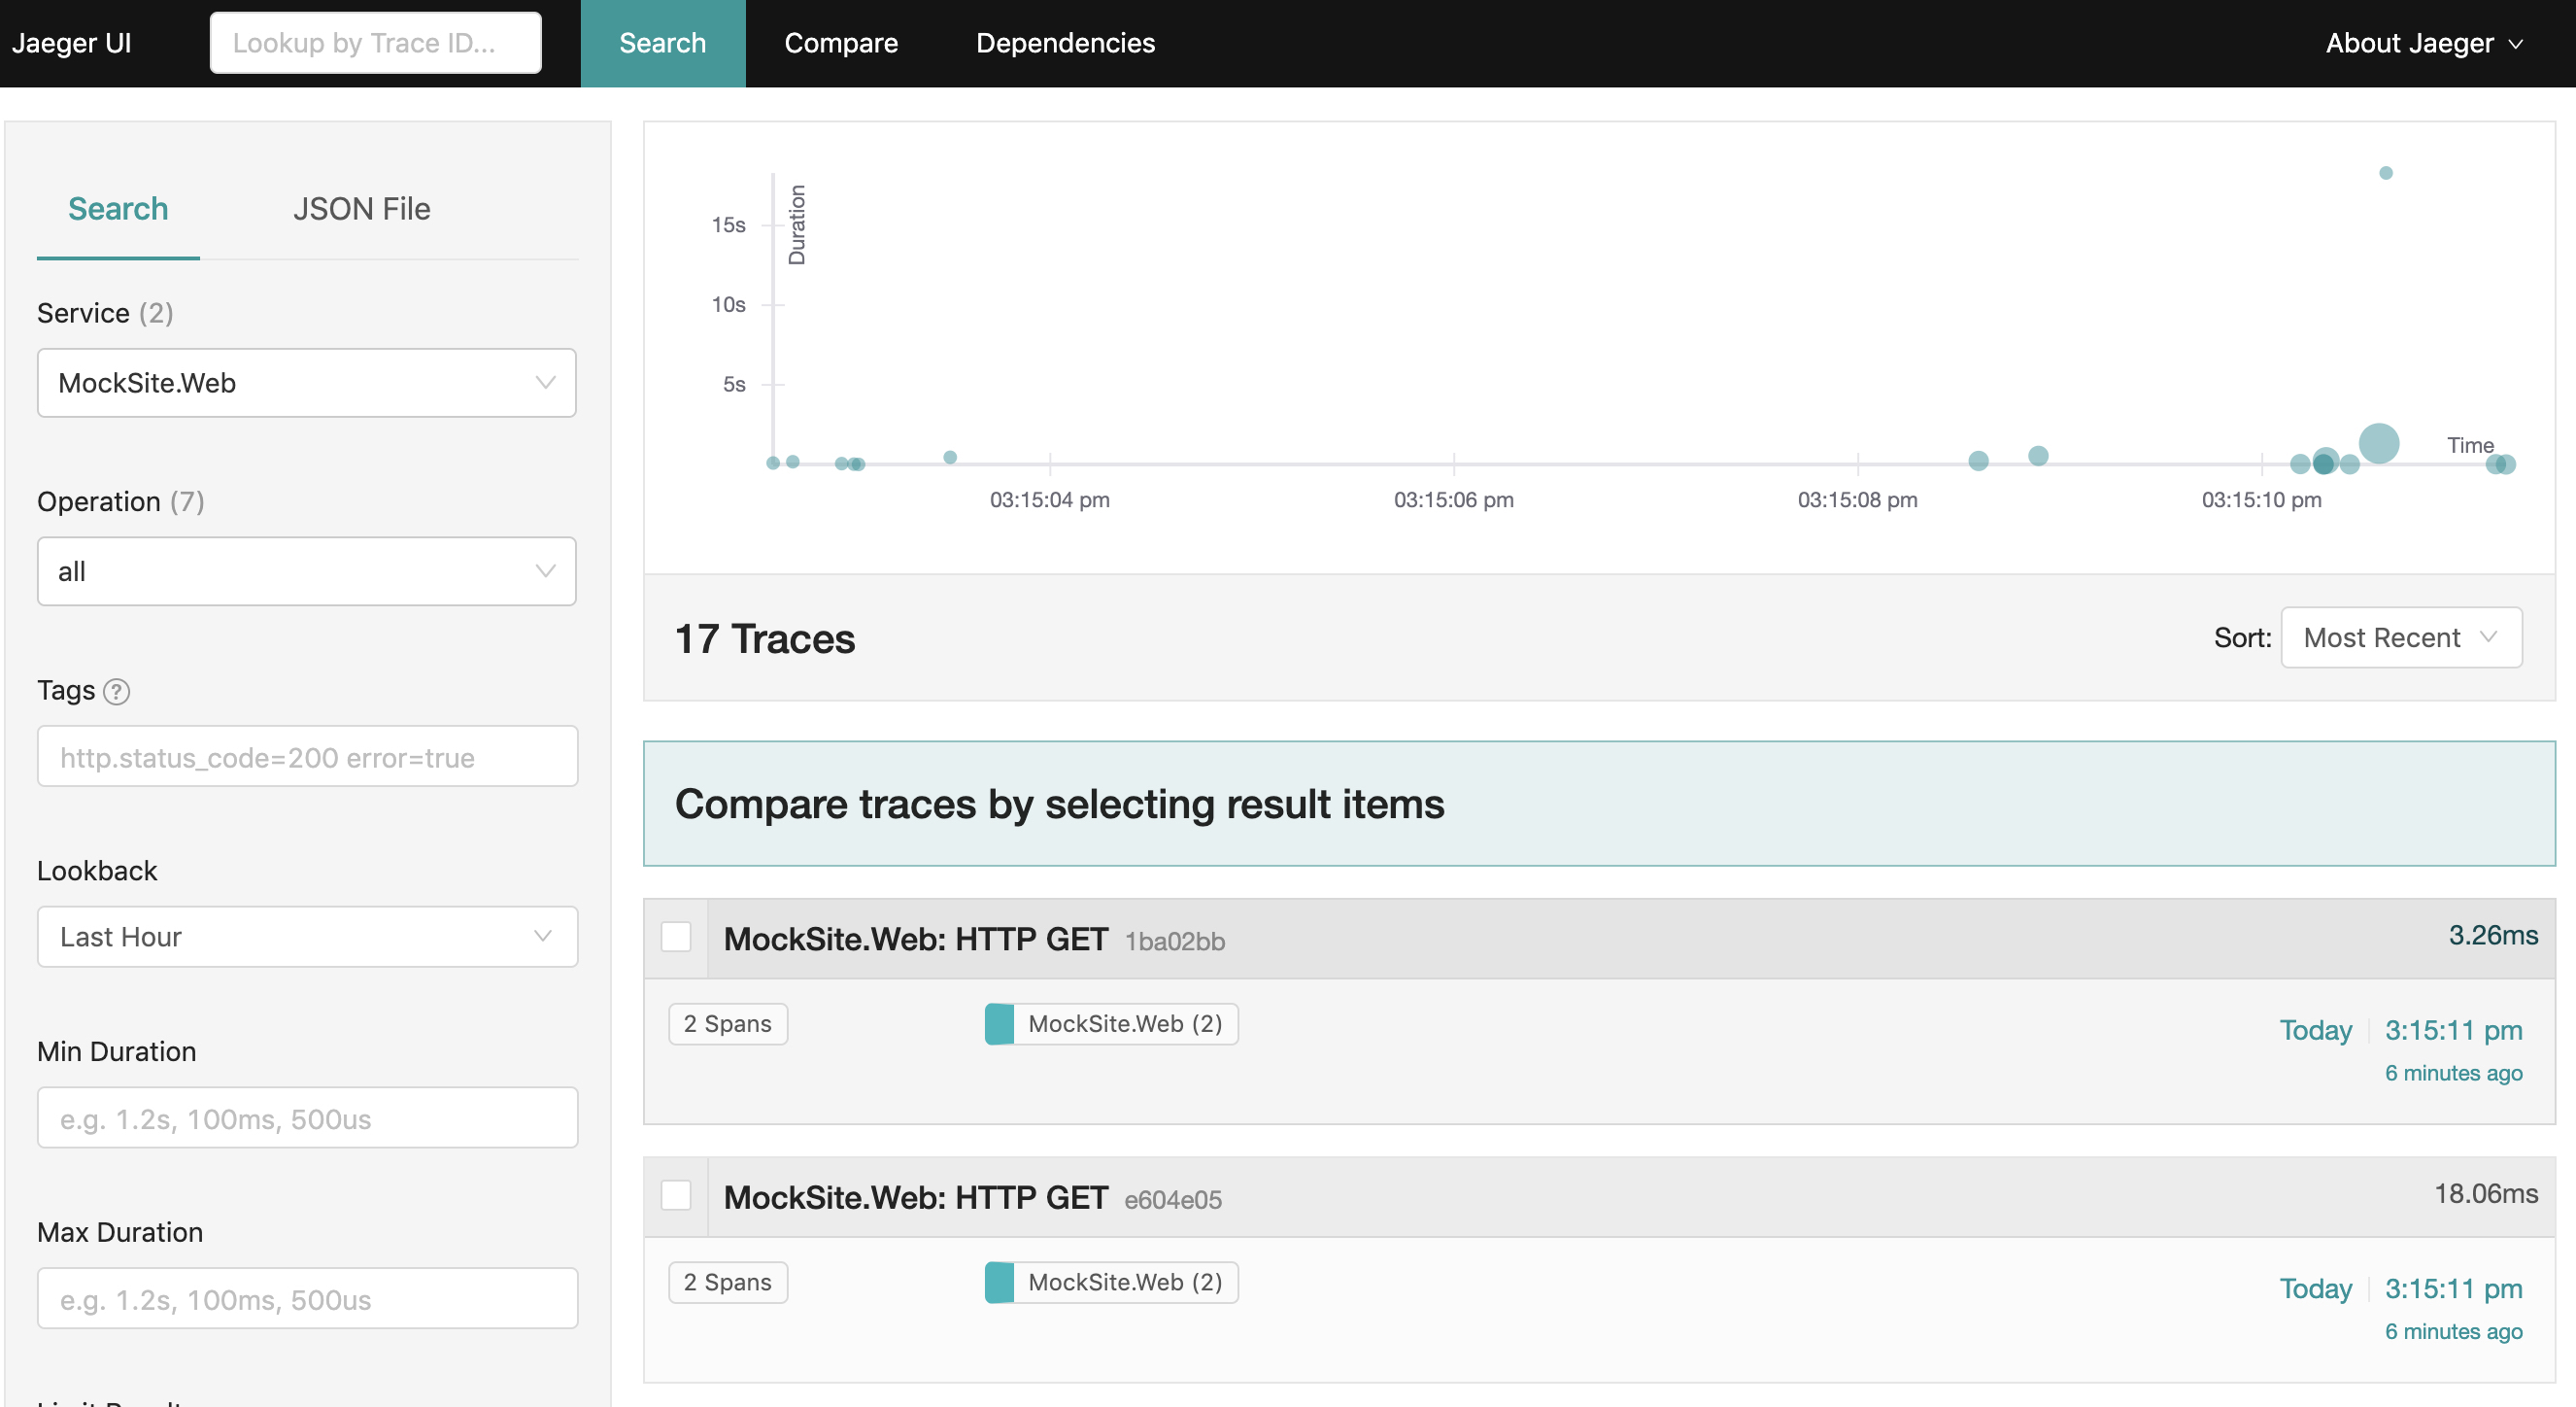 Jaeger UI
Lookup by Trace ID...
Search
Compare
Dependencies
About Jaeger
Search
JSON File
Service (2)
MockSite.Web
Operation (7)
all
Tags ?
http.status_code=200 error=true
Lookback
Last Hour
Min Duration
e.g. 1.2s, 100ms, 500us
Max Duration
e.g. 1.2s, 100ms, 500us
Duration
15s
10s
5s
Time
03:15:04 pm
03:15:06 pm
03:15:08 pm
03:15:10 pm
17 Traces
Sort: Most Recent
Compare traces by selecting result items
MockSite.Web: HTTP GET 1ba02bb
3.26ms
2 Spans
MockSite.Web (2)
Today 3:15:11 pm
6 minutes ago
MockSite.Web: HTTP GET e604e05
18.06ms
2 Spans
MockSite.Web (2)
Today 3:15:11 pm
6 minutes ago